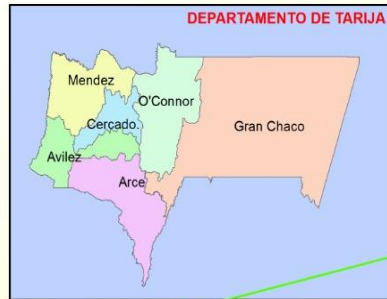 DEPARTAMENTO DE TARIJA
Mendez
O'Connor
Cercado.
Gran Chaco
Avilez
Arce